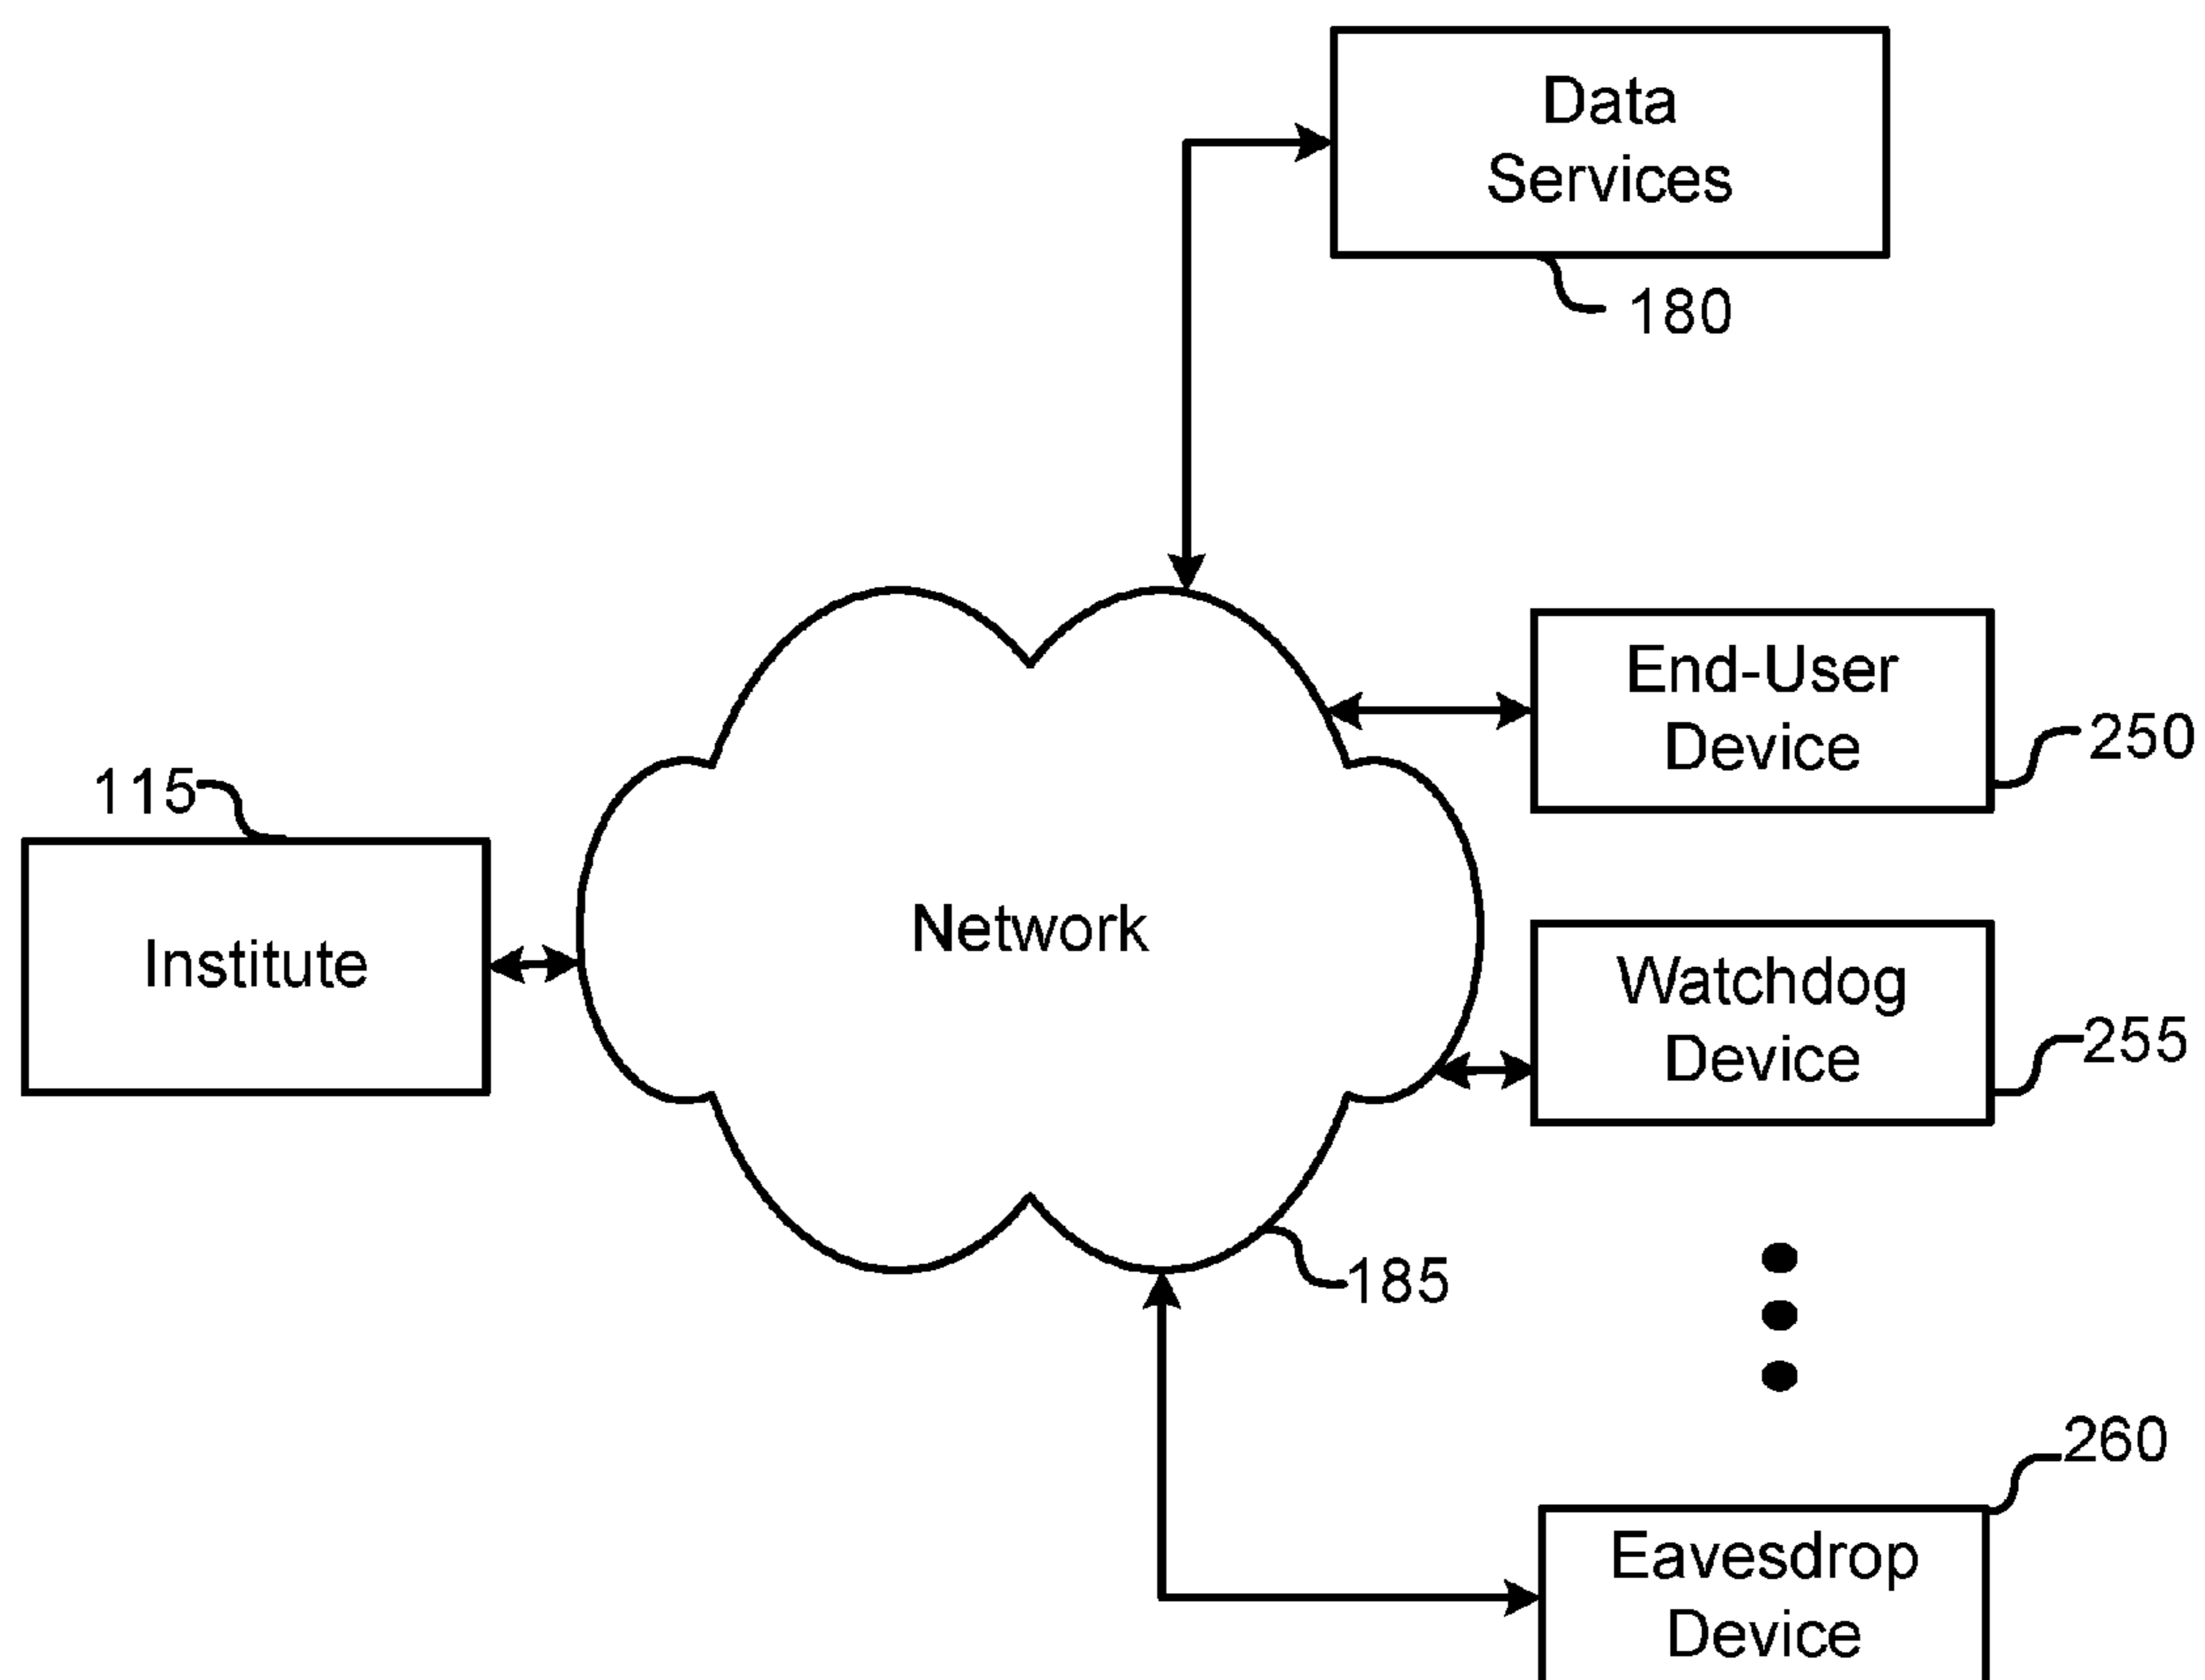 Data
Services
180
End-User
Device
250
115
Institute
Network
Watchdog
Device
255
185
260
Eavesdrop
Device